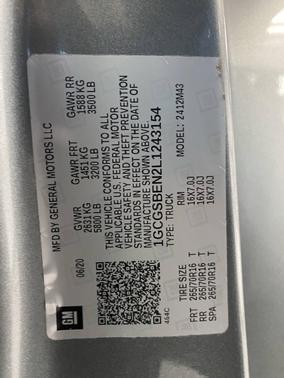 MFD BY GENERAL MOTORS LLC
06/20
GVWR GAWR FRT GAWR RR
2631 KG 1451 KG 1588 KG
5800 LB 3200 LB 3500 LB
THIS VEHICLE CONFORMS TO ALL
APPLICABLE U.S. FEDERAL MOTOR
VEHICLE SAFETY AND THEFT PREVENTION
STANDARDS IN EFFECT ON THE DATE OF
MANUFACTURE SHOWN ABOVE.
1GCGSBEN2L1243154
TYPE: TRUCK MODEL: 2412M43
TIRE SIZE RIM
FRT 265/70R16 T 16X7.0J
RR 265/70R16 T 16X7.0J
SPA 265/70R16 T 16X7.0J
GM